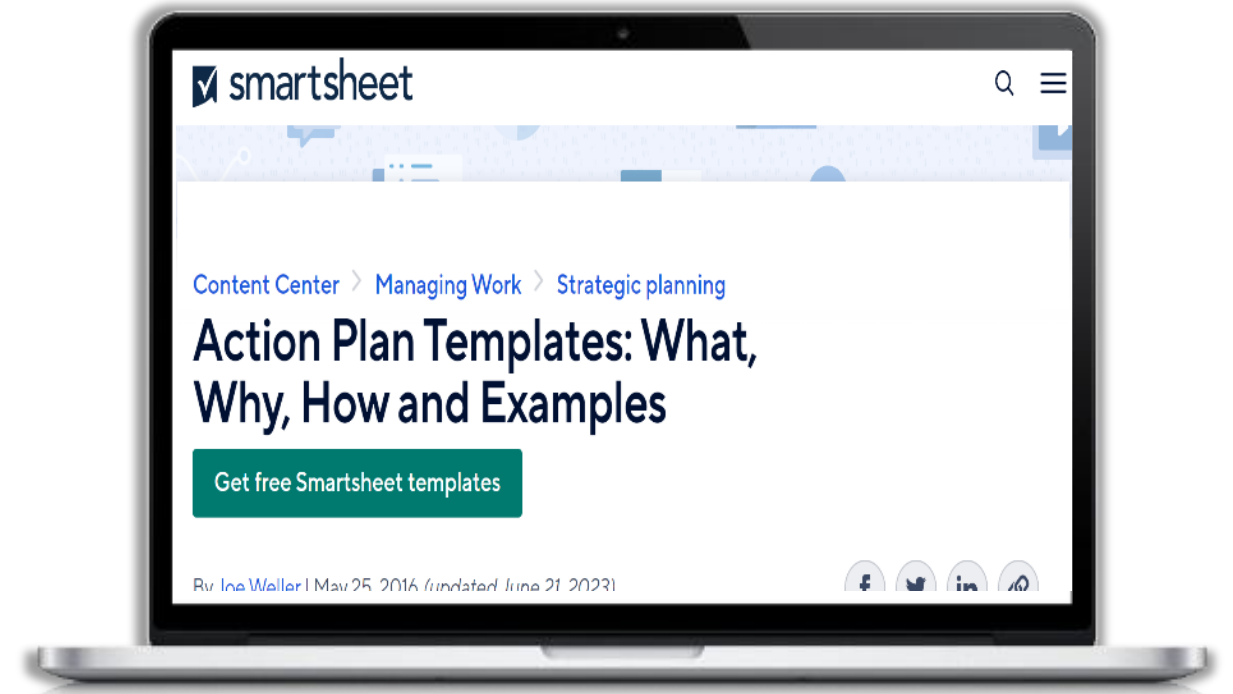 smartsheet
Content Center > Managing Work > Strategic planning
Action Plan Templates: What,
Why, How and Examples
Get free Smartsheet templates
By Joe Weller | May 25, 2016 (updated June 21, 2023)
f in